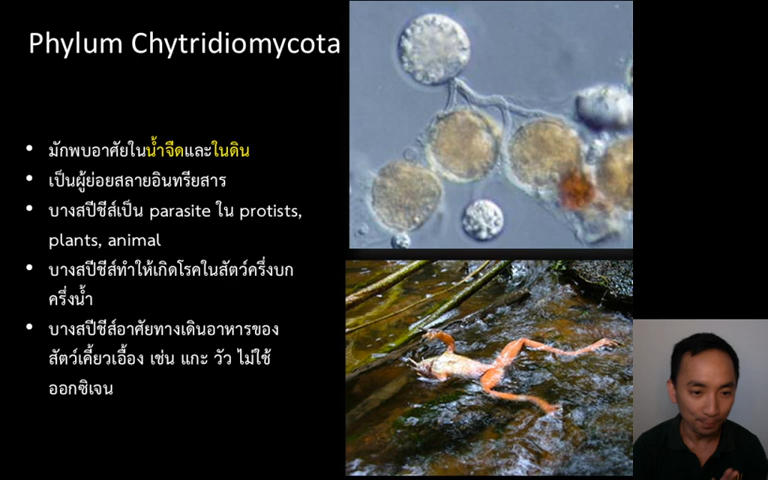 Phylum Chytridiomycota
• มักพบอาศัยในน้ำจืดและในดิน
• เป็นผู้ย่อยสลายอินทรียสาร
• บางสปีชีส์เป็น parasite ใน protists,
plants, animal
• บางสปีชีส์ทำให้เกิดโรคในสัตว์ครึ่งบก
ครึ่งน้ำ
• บางสปีชีส์อาศัยทางเดินอาหารของ
สัตว์เคี้ยวเอื้อง เช่น แกะ วัว ไม่ใช้
ออกซิเจน